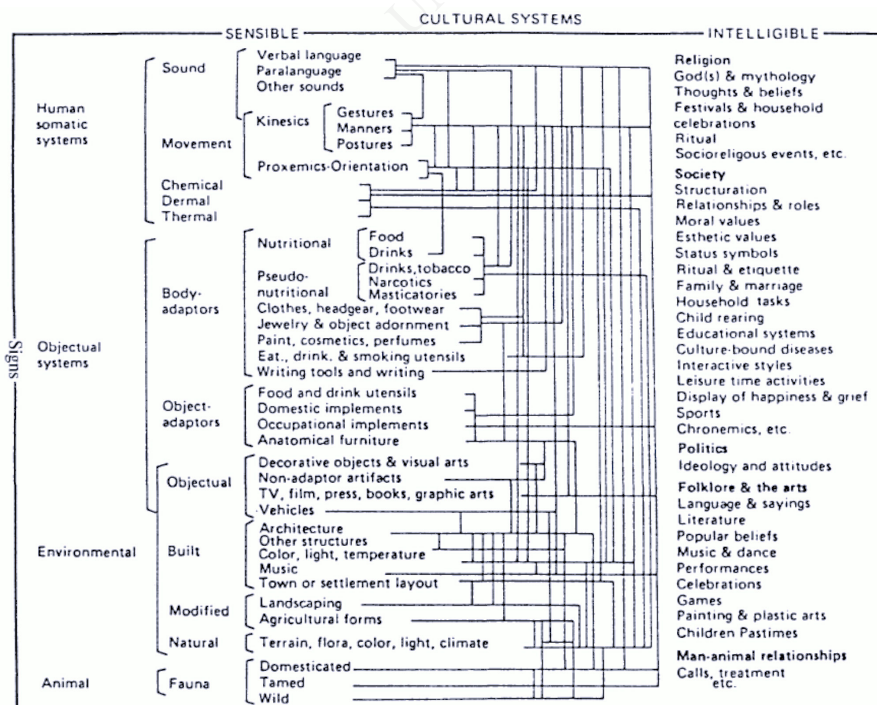 CULTURAL SYSTEMS
SENSIBLE
INTELLIGIBLE
Signs
Human
somatic
systems
Sound
Verbal language
Paralanguage
Other sounds
Movement
Kinesics
Gestures
Manners
Postures
Proxemics-Orientation
Chemical
Dermal
Thermal
Objectual
systems
Body-
adaptors
Nutritional
Food
Drinks
Pseudo-
nutritional
Drinks, tobacco
Narcotics
Masticatories
Clothes, headgear, footwear
Jewelry & object adornment
Paint, cosmetics, perfumes
Eat., drink. & smoking utensils
Writing tools and writing
Object-
adaptors
Food and drink utensils
Domestic implements
Occupational implements
Anatomical furniture
Environmental
Objectual
Decorative objects & visual arts
Non-adaptor artifacts
TV, film, press, books, graphic arts
Vehicles
Built
Architecture
Other structures
Color, light, temperature
Music
Town or settlement layout
Modified
Landscaping
Agricultural forms
Natural
Terrain, flora, color, light, climate
Animal
Fauna
Domesticated
Tamed
Wild
Religion
God(s) & mythology
Thoughts & beliefs
Festivals & household
celebrations
Ritual
Socioreligous events, etc.
Society
Structuration
Relationships & roles
Moral values
Esthetic values
Status symbols
Ritual & etiquette
Family & marriage
Household tasks
Child rearing
Educational systems
Culture-bound diseases
Interactive styles
Leisure time activities
Display of happiness & grief
Sports
Chronemics, etc.
Politics
Ideology and attitudes
Folklore & the arts
Language & sayings
Literature
Popular beliefs
Music & dance
Performances
Celebrations
Games
Painting & plastic arts
Children Pastimes
Man-animal relationships
Calls, treatment
etc.